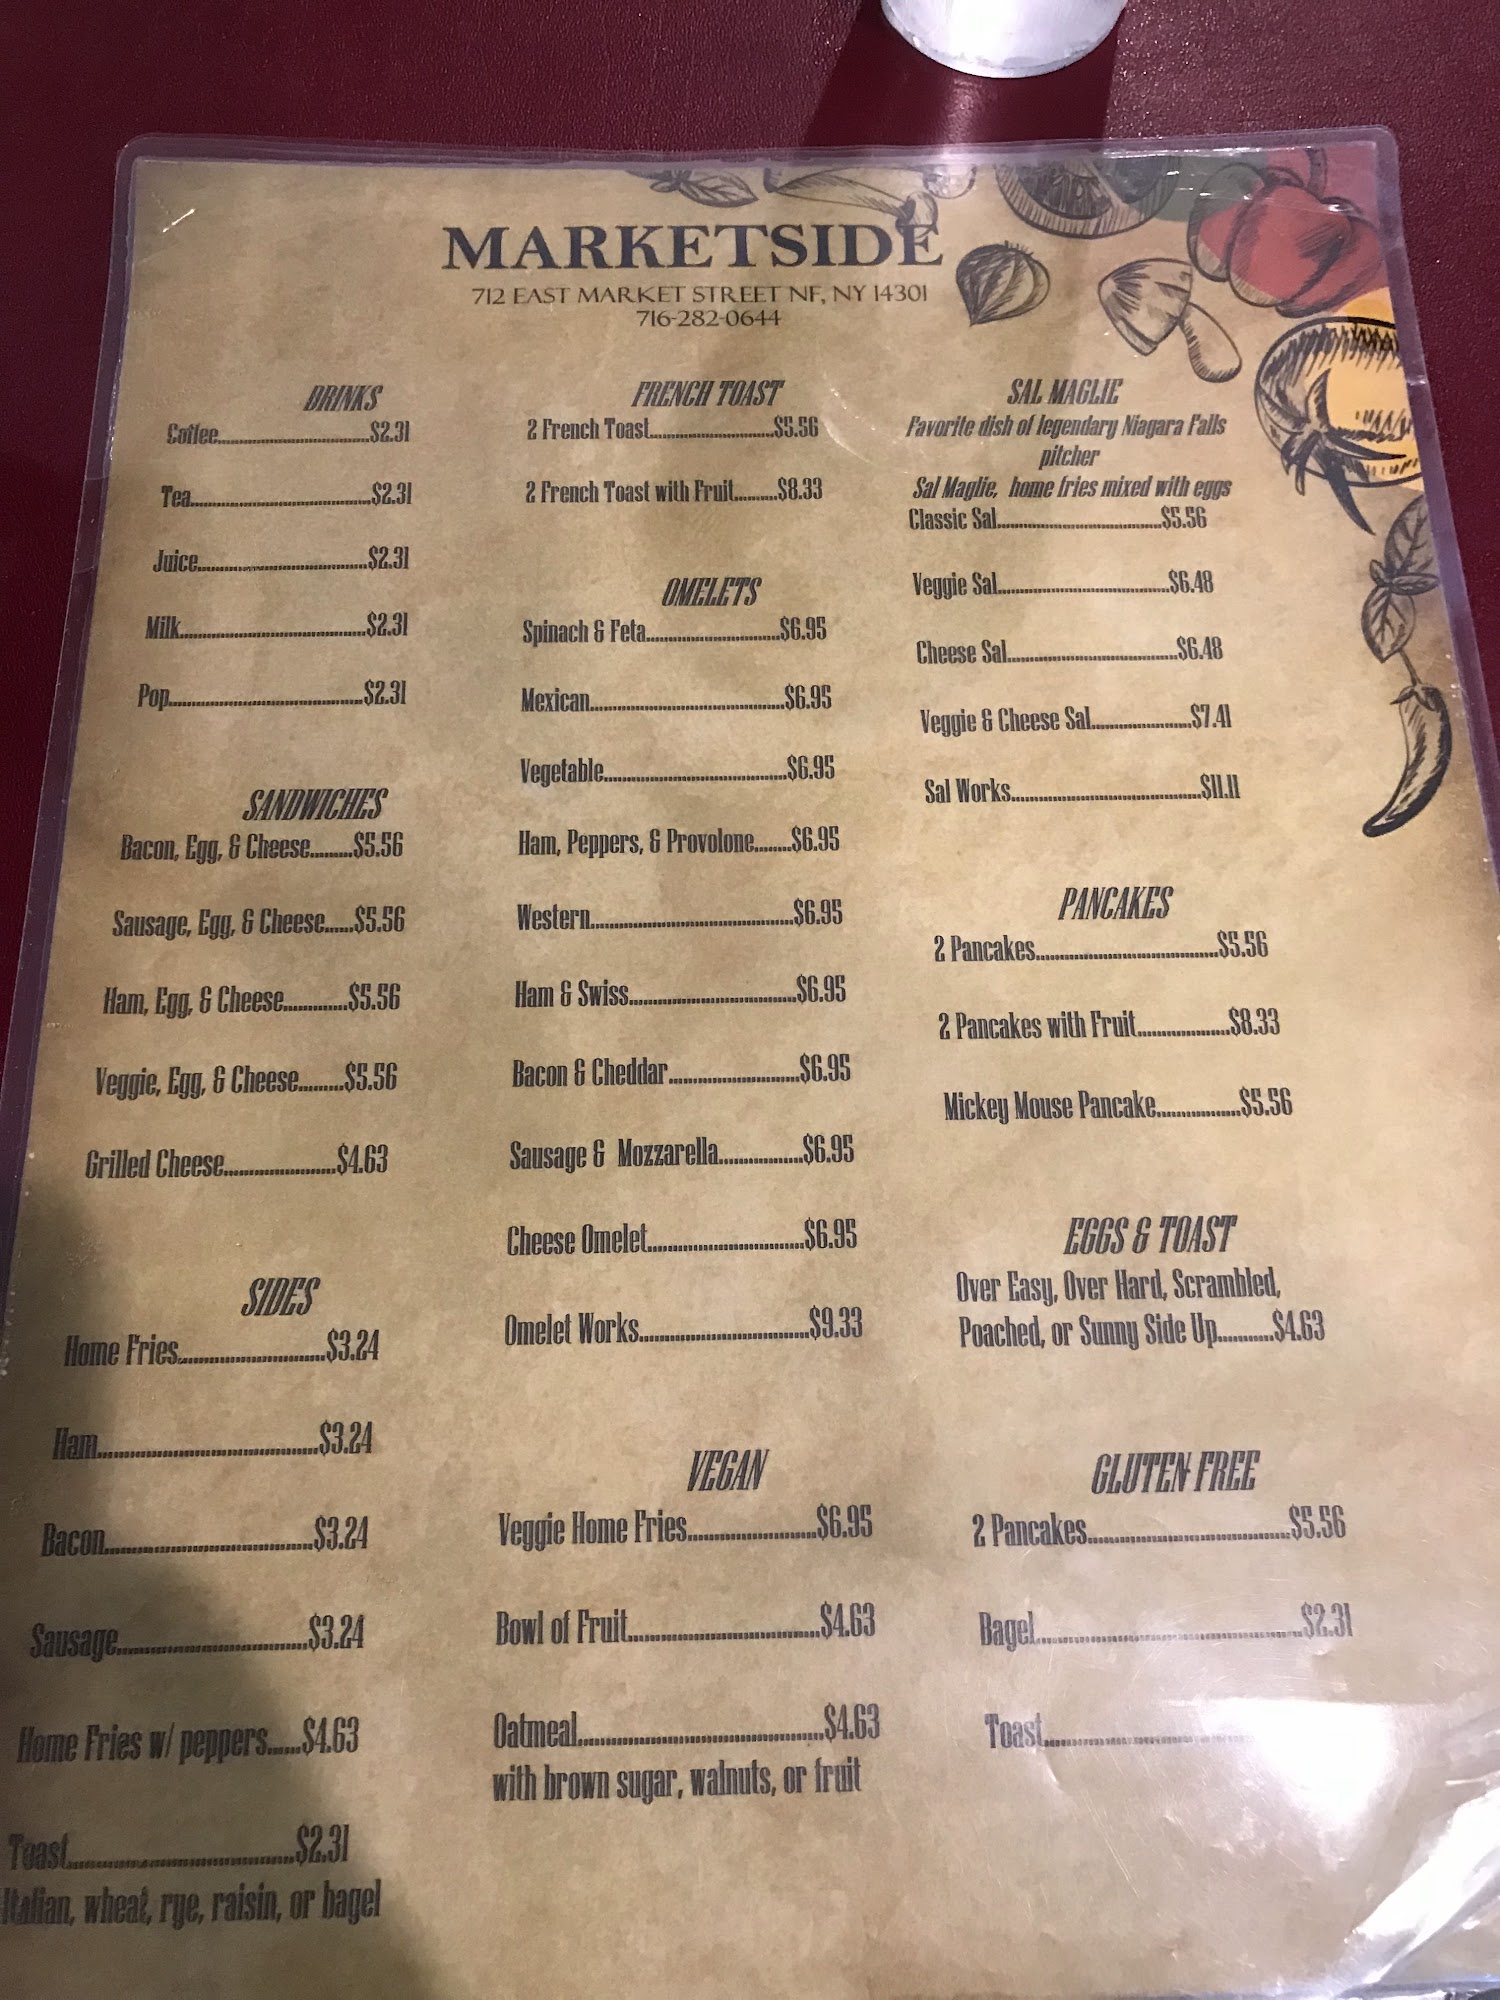 MARKETSIDE
712 EAST MARKET STREET NF, NY 14301
716-282-0644
DRINKS
Coffee.....$2.31
Tea.....$2.31
Juice.....$2.31
Milk.....$2.31
Pop.....$2.31
SANDWICHES
Bacon, Egg, & Cheese.....$5.56
Sausage, Egg, & Cheese.....$5.56
Ham, Egg, & Cheese.....$5.56
Veggie, Egg, & Cheese.....$5.56
Grilled Cheese.....$4.63
SIDES
Home Fries.....$3.24
Ham.....$3.24
Bacon.....$3.24
Sausage.....$3.24
Home Fries w/ peppers.....$4.63
Toast.....$2.31
Italian, wheat, rye, raisin, or bagel
FRENCH TOAST
2 French Toast.....$5.56
2 French Toast with Fruit.....$8.33
OMELETS
Spinach & Feta.....$6.95
Mexican.....$6.95
Vegetable.....$6.95
Ham, Peppers, & Provolone.....$6.95
Western.....$6.95
Ham & Swiss.....$6.95
Bacon & Cheddar.....$6.95
Sausage & Mozzarella.....$6.95
Cheese Omelet.....$6.95
Omelet Works.....$9.33
VEGAN
Veggie Home Fries.....$6.95
Bowl of Fruit.....$4.63
Oatmeal.....$4.63
with brown sugar, walnuts, or fruit
SAL MAGLIE
Favorite dish of legendary Niagara Falls
pitcher
Sal Maglie, home fries mixed with eggs
Classic Sal.....$5.56
Veggie Sal.....$6.48
Cheese Sal.....$6.48
Veggie & Cheese Sal.....$7.41
Sal Works.....$11.11
PANCAKES
2 Pancakes.....$5.56
2 Pancakes with Fruit.....$8.33
Mickey Mouse Pancake.....$5.56
EGGS & TOAST
Over Easy, Over Hard, Scrambled,
Poached, or Sunny Side Up.....$4.63
GLUTEN FREE
2 Pancakes.....$5.56
Bagel.....$2.31
Toast.....